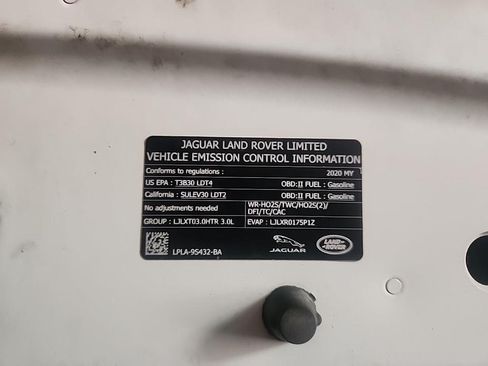 JAGUAR LAND ROVER LIMITED
VEHICLE EMISSION CONTROL INFORMATION
Conforms to regulations : 2020 MY
US EPA : T3B30 LDT4 OBD:II FUEL : Gasoline
California : SULEV30 LDT2 OBD:II FUEL : Gasoline
No adjustments needed WR-HO2S/TWC/HO2S(2)/
DFI/TC/CAC
GROUP : LJLXT03.0HTR 3.0L EVAP : LJLXR0175P1Z
LPLA-9S432-BA JAGUAR LAND-ROVER